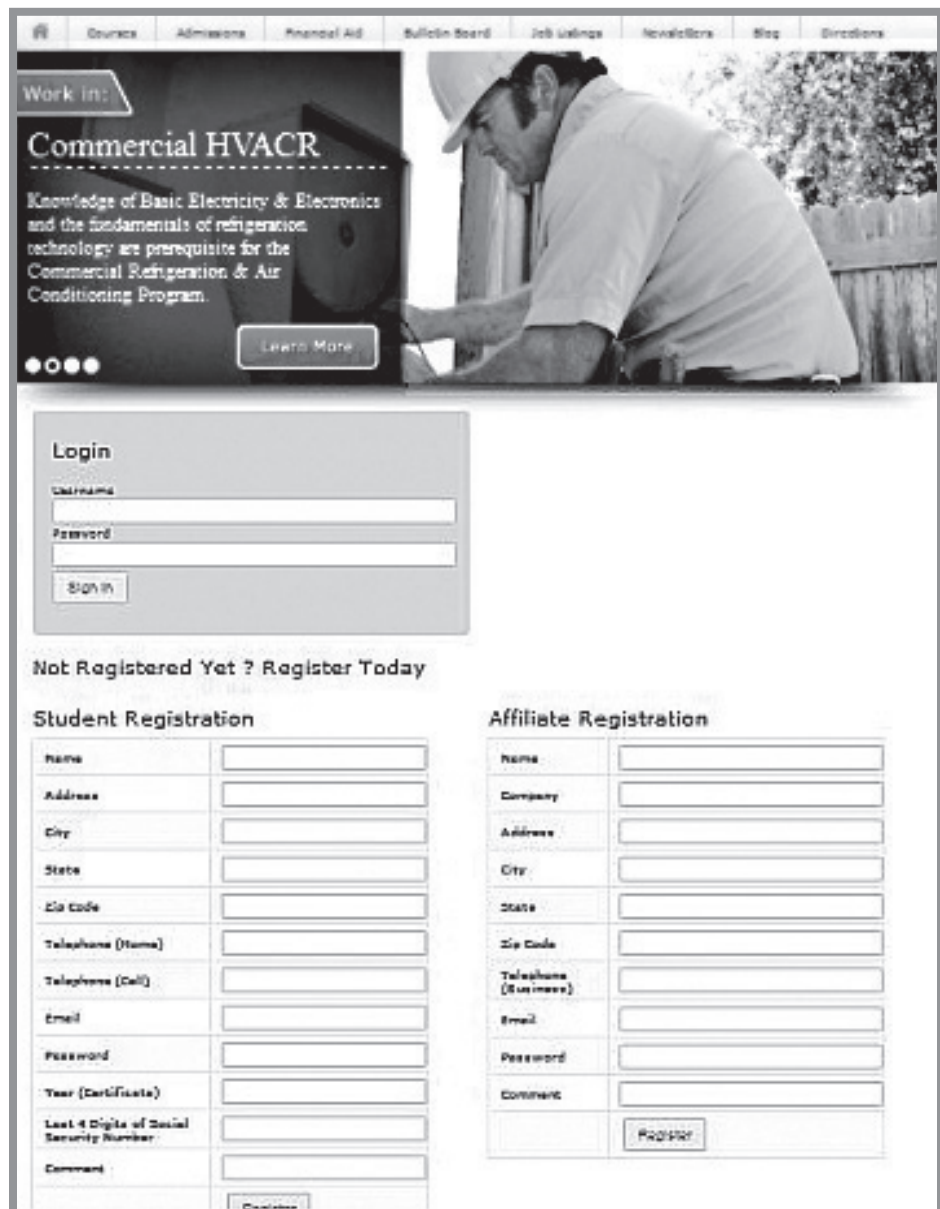 Courses Admissions Financial Aid Bulletin Board Job Listings Newsletters Blog Directions
Work in:
Commercial HVACR
Knowledge of Basic Electricity & Electronics
and the fundamentals of refrigeration
technology are prerequisite for the
Commercial Refrigeration & Air
Conditioning Program.
Learn More
Login
Username
Password
Sign In
Not Registered Yet ? Register Today
Student Registration
Name
Address
City
State
Zip Code
Telephone (Home)
Telephone (Cell)
Email
Password
Year (Certificate)
Last 4 Digits of Social
Security Number
Comment
Register
Affiliate Registration
Name
Company
Address
City
State
Zip Code
Telephone
(Business)
Email
Password
Comment
Register